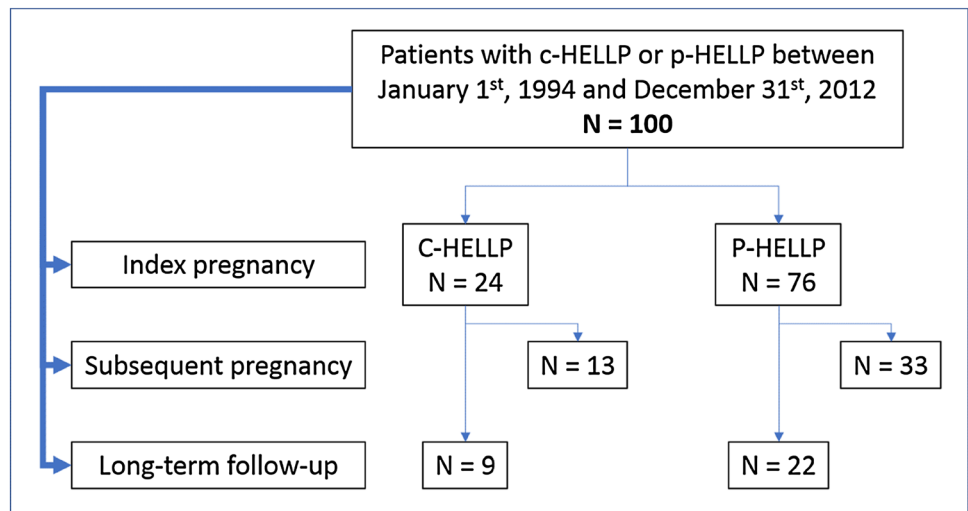 Patients with c-HELLP or p-HELLP between
January 1st, 1994 and December 31st, 2012
N = 100
C-HELLP
N = 24
P-HELLP
N = 76
Index pregnancy
Subsequent pregnancy
N = 13
N = 33
Long-term follow-up
N = 9
N = 22